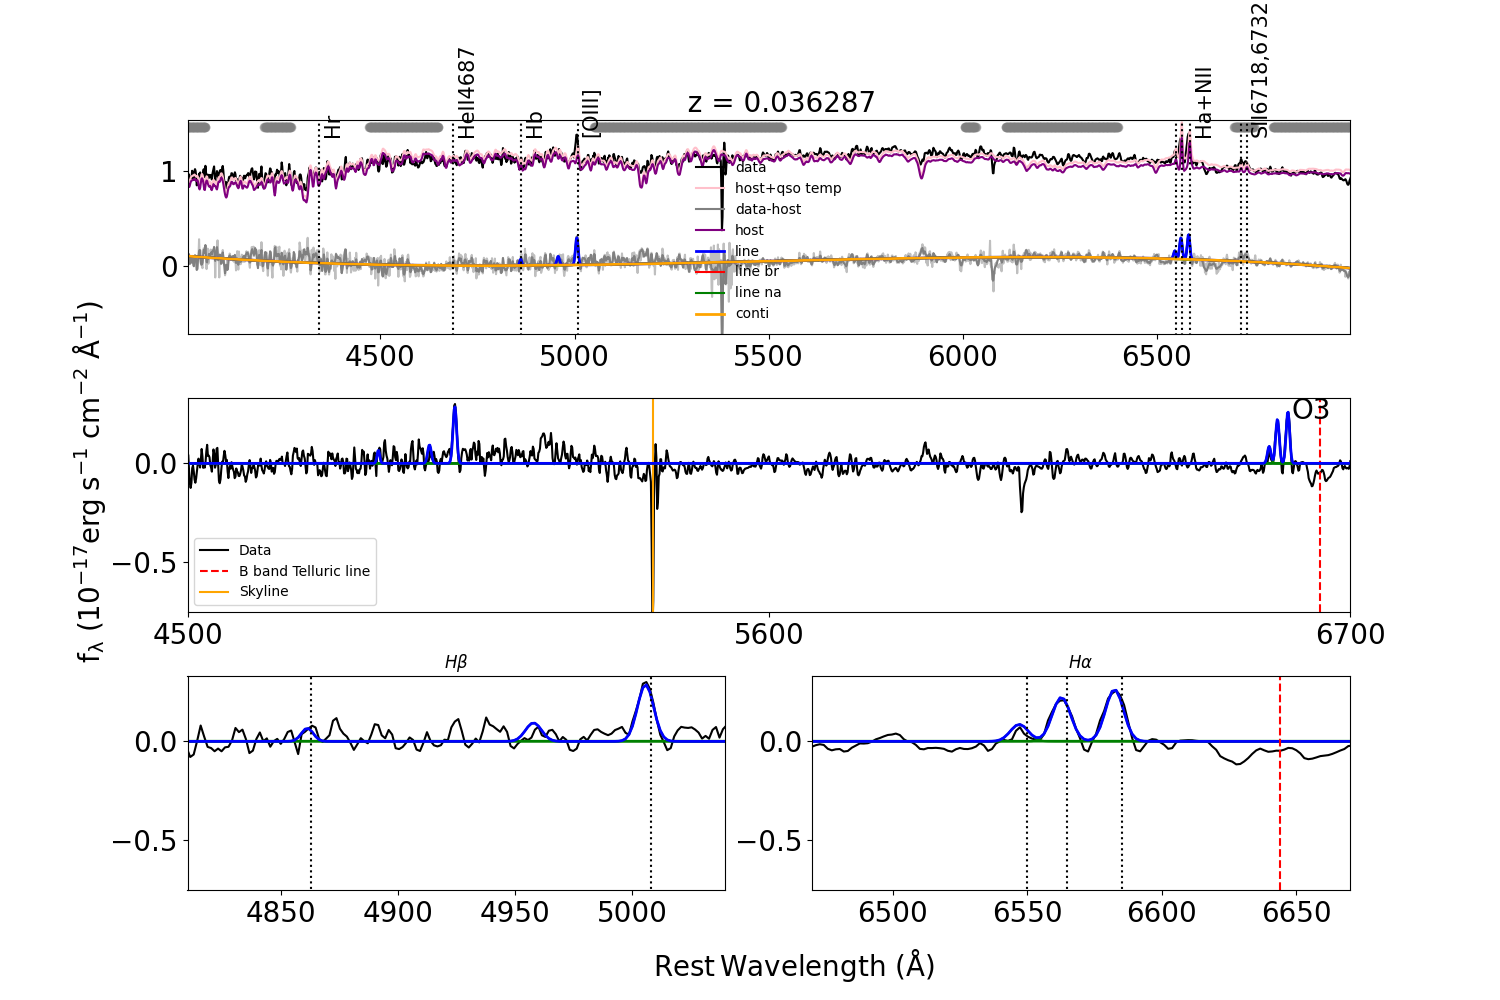 z = 0.036287
Hr
HeII4687
Hb
[OIII]
Ha+NII
SII6718,6732
1
0
data
host+qso temp
data-host
host
line
line br
line na
conti
4500 5000 5500 6000 6500
fλ (10⁻¹⁷erg s⁻¹ cm⁻² Å⁻¹)
O3
0.0
−0.5
Data
B band Telluric line
Skyline
4500 5600 6700
Hβ
0.0
−0.5
4850 4900 4950 5000
Hα
0.0
−0.5
6500 6550 6600 6650
Rest Wavelength (Å)